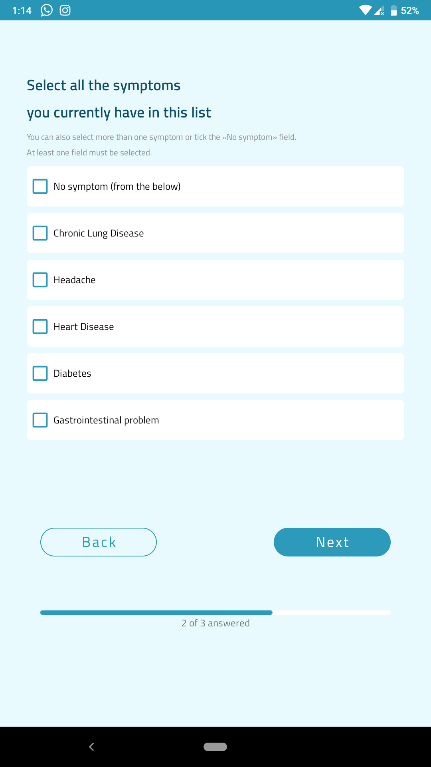 1:14 52%
Select all the symptoms
you currently have in this list
You can also select more than one symptom or tick the «No symptom» field.
At least one field must be selected.
No symptom (from the below)
Chronic Lung Disease
Headache
Heart Disease
Diabetes
Gastrointestinal problem
Back Next
2 of 3 answered